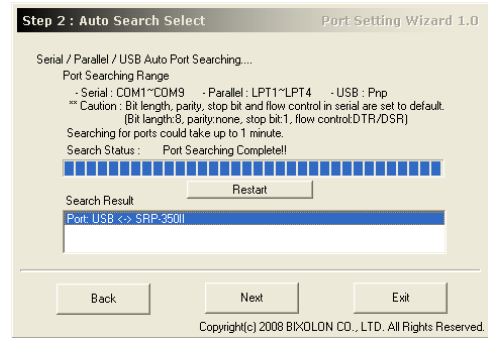 Step 2 : Auto Search Select Port Setting Wizard 1.0
Serial / Parallel / USB Auto Port Searching....
Port Searching Range
- Serial : COM1~COM9 - Parallel : LPT1~LPT4 - USB : Pnp
** Caution : Bit length, parity, stop bit and flow control in serial are set to default.
(Bit length:8, parity:none, stop bit:1, flow control:DTR/DSR)
Searching for ports could take up to 1 minute.
Search Status : Port Searching Complete!!
Restart
Search Result
Port: USB <-> SRP-350II
Back Next Exit
Copyright(c) 2008 BIXOLON CO., LTD. All Rights Reserved.